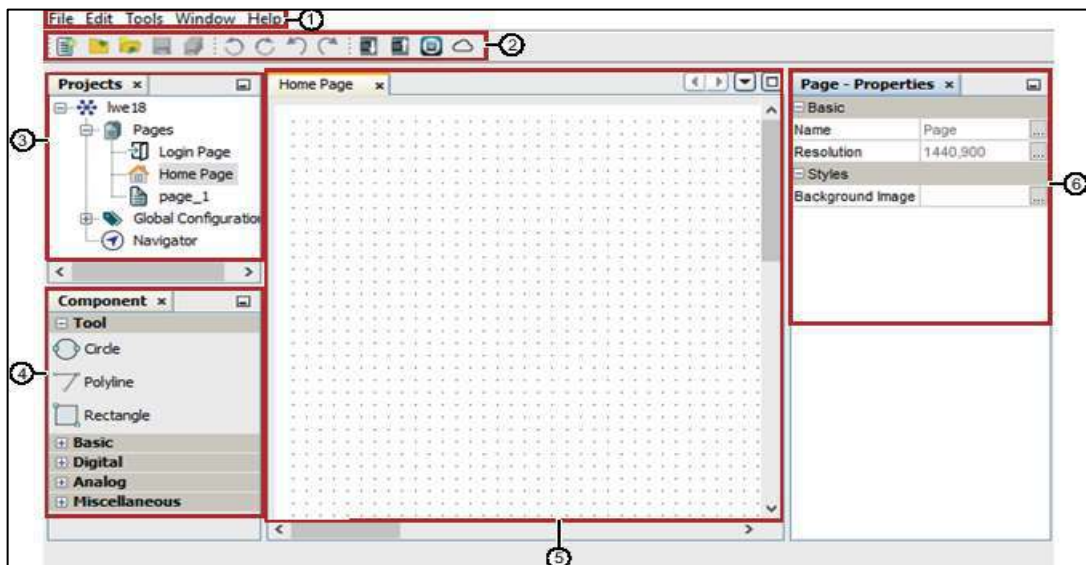 File Edit Tools Window Help
1
2
Projects ×
lwe18
Pages
Login Page
Home Page
page_1
Global Configuration
Navigator
3
Component ×
Tool
Circle
Polyline
Rectangle
Basic
Digital
Analog
Miscellaneous
4
Home Page ×
5
Page - Properties ×
Basic
Name Page ...
Resolution 1440,900 ...
Styles
Background Image ...
6